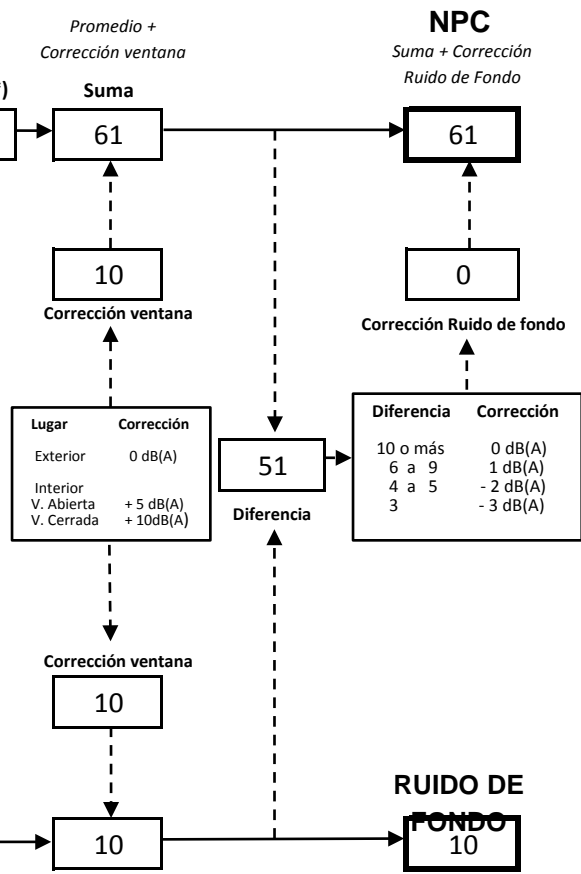 Promedio +
Corrección ventana
NPC
Suma + Corrección
Ruido de Fondo
)
Suma
61
61
10
0
Corrección ventana
Corrección Ruido de fondo
Lugar Corrección
Exterior 0 dB(A)
Interior
V. Abierta + 5 dB(A)
V. Cerrada + 10dB(A)
51
Diferencia
Diferencia Corrección
10 o más 0 dB(A)
6 a 9 1 dB(A)
4 a 5 - 2 dB(A)
3 - 3 dB(A)
Corrección ventana
10
RUIDO DE
FONDO
10
10